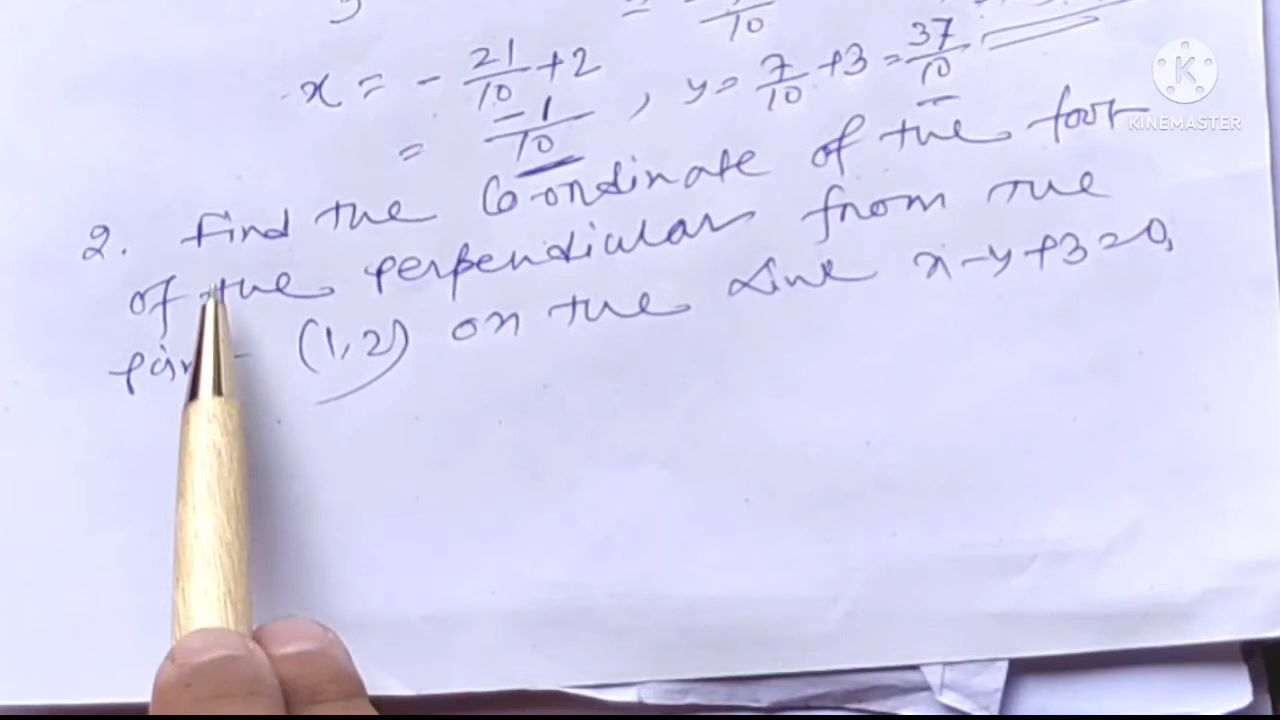 x = - 21/10 + 2 , y = 7/10 + 3 = 37/10
= -1/10
2. Find the Coordinate of the foot
of the perpendicular from the
(1,2) on the line x-y+3=0,
K
KINEMASTER